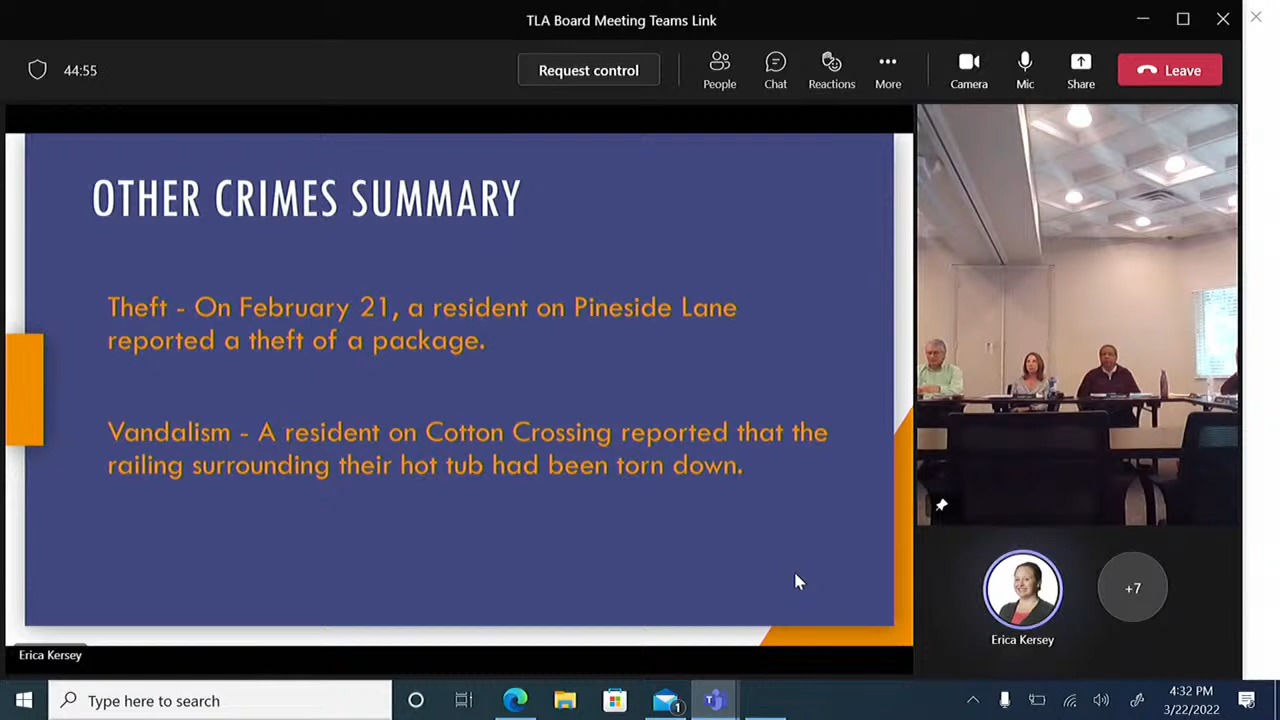 TLA Board Meeting Teams Link
44:55
Request control
People
Chat
Reactions
More
Camera
Mic
Share
Leave
OTHER CRIMES SUMMARY
Theft - On February 21, a resident on Pineside Lane
reported a theft of a package.
Vandalism - A resident on Cotton Crossing reported that the
railing surrounding their hot tub had been torn down.
Erica Kersey
+7
Erica Kersey
Type here to search
1
4:32 PM
3/22/2022